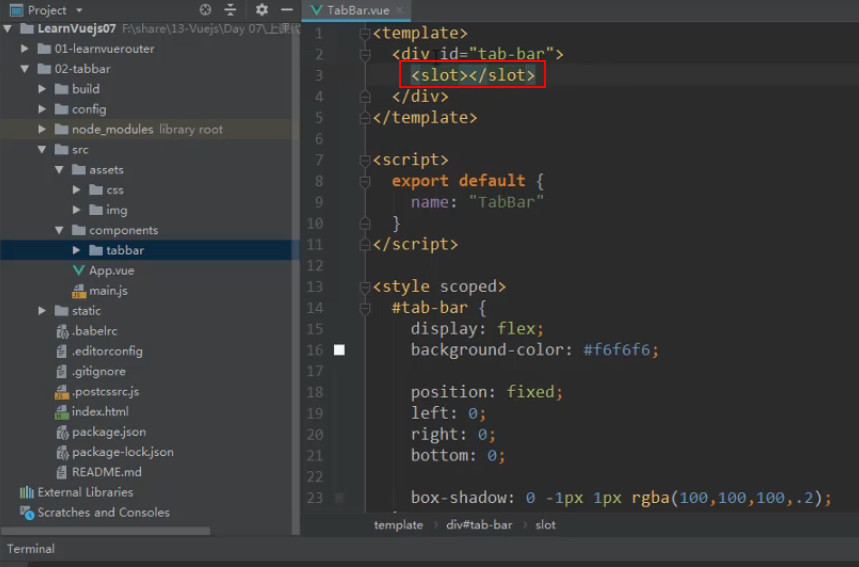 Project
LearnVuejs07 F:\share\13-Vuejs\Day 07\上课代
01-learnvuerouter
02-tabbar
build
config
node_modules library root
src
assets
css
img
components
tabbar
App.vue
main.js
static
.babelrc
.editorconfig
.gitignore
.postcssrc.js
index.html
package.json
package-lock.json
README.md
External Libraries
Scratches and Consoles
TabBar.vue
1 <template>
2 <div id="tab-bar">
3 <slot></slot>
4 </div>
5 </template>
6
7 <script>
8 export default {
9 name: "TabBar"
10 }
11 </script>
12
13 <style scoped>
14 #tab-bar {
15 display: flex;
16 background-color: #f6f6f6;
17
18 position: fixed;
19 left: 0;
20 right: 0;
21 bottom: 0;
22
23 box-shadow: 0 -1px 1px rgba(100,100,100,.2);
template › div#tab-bar › slot
Terminal